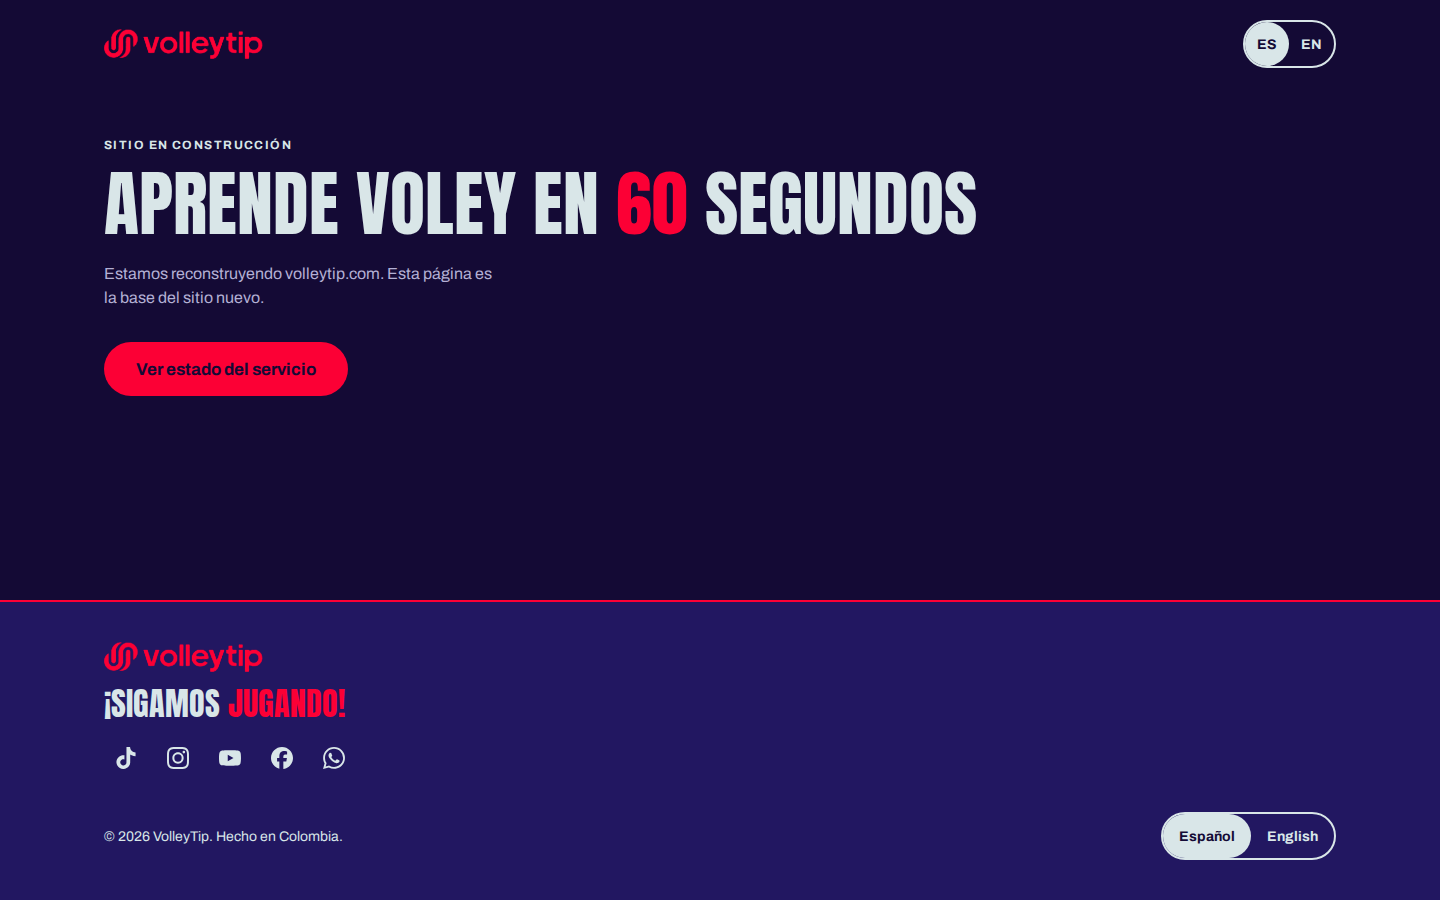 volleytip
ES EN
SITIO EN CONSTRUCCIÓN
APRENDE VOLEY EN 60 SEGUNDOS
Estamos reconstruyendo volleytip.com. Esta página es
la base del sitio nuevo.
Ver estado del servicio
volleytip
¡SIGAMOS JUGANDO!
© 2026 VolleyTip. Hecho en Colombia.
Español English